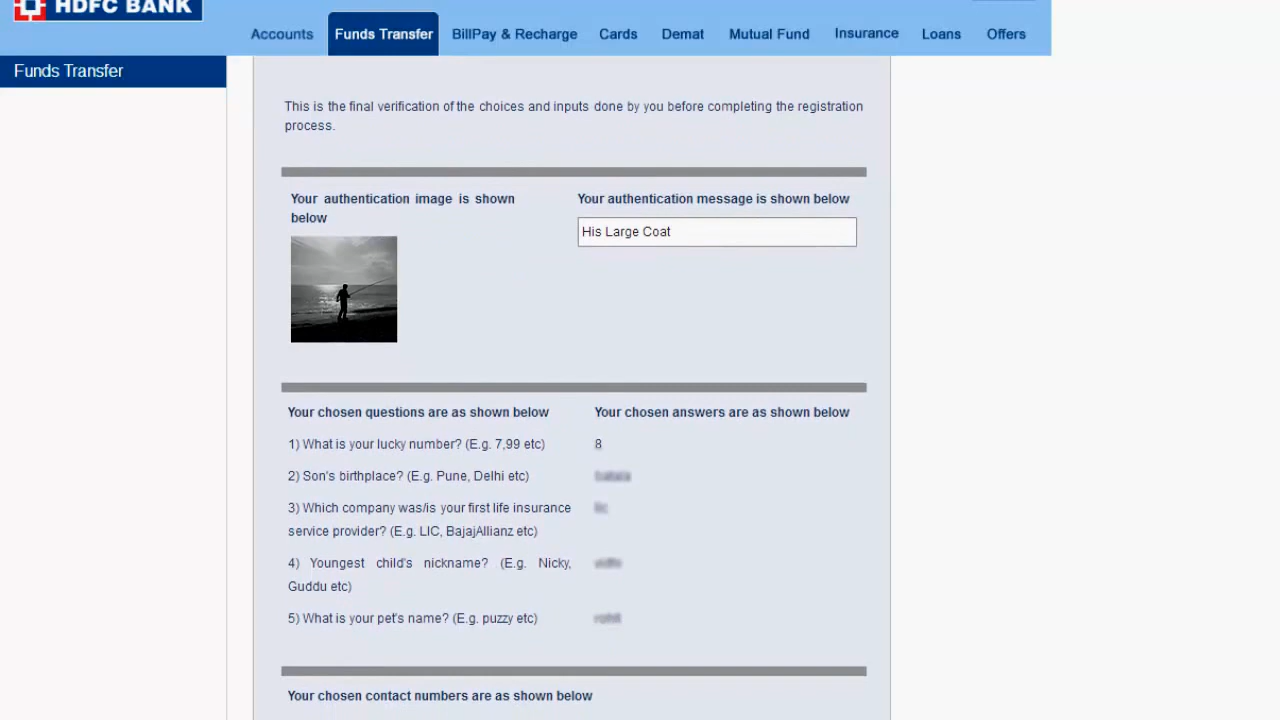 HDFC BANK
Accounts Funds Transfer BillPay & Recharge Cards Demat Mutual Fund Insurance Loans Offers
Funds Transfer
This is the final verification of the choices and inputs done by you before completing the registration
process.
Your authentication image is shown
below
Your authentication message is shown below
His Large Coat
Your chosen questions are as shown below Your chosen answers are as shown below
1) What is your lucky number? (E.g. 7,99 etc) 8
2) Son's birthplace? (E.g. Pune, Delhi etc)
3) Which company was/is your first life insurance
service provider? (E.g. LIC, BajajAllianz etc)
4) Youngest child's nickname? (E.g. Nicky,
Guddu etc)
5) What is your pet's name? (E.g. puzzy etc)
Your chosen contact numbers are as shown below